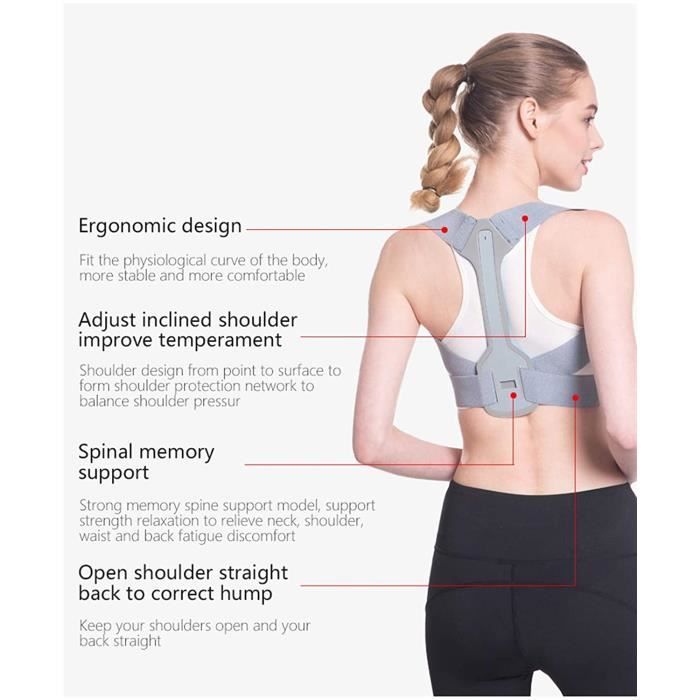 Ergonomic design
Fit the physiological curve of the body,
more stable and more comfortable
Adjust inclined shoulder
improve temperament
Shoulder design from point to surface to
form shoulder protection network to
balance shoulder pressur
Spinal memory
support
Strong memory spine support model, support
strength relaxation to relieve neck, shoulder,
waist and back fatigue discomfort
Open shoulder straight
back to correct hump
Keep your shoulders open and your
back straight